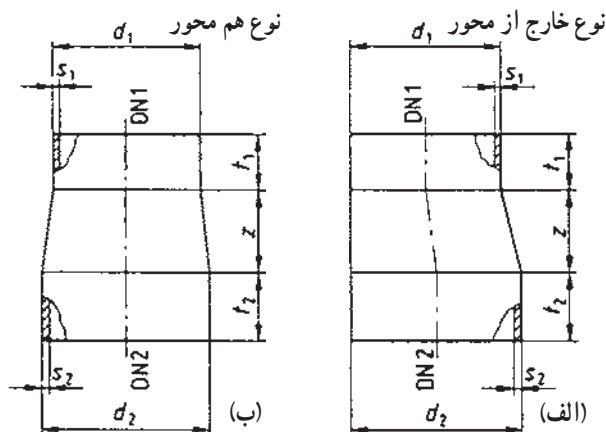 نوع خارج از محور
d₁
s₁
DN1
t₁
z
t₂
DN2
s₂
d₂
(الف)
نوع هم محور
d₁
s₁
DN1
t₁
z
t₂
DN2
s₂
d₂
(ب)